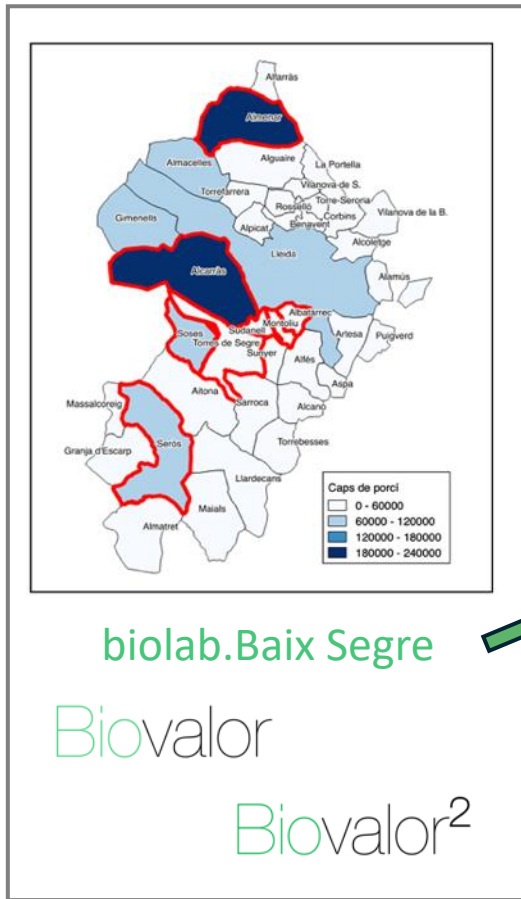 Alfarràs
Almenar
Alguaire
La Portella
Almacelles
Vilanova de S.
Torrefarrera
Rosselló
Torre-Serona
Vilanova de la B.
Gimenells
Corbins
Benavent
Alpicat
Alcoletge
Lleida
Alcarràs
Alamús
Albatàrrec
Montoliu
Soses
Sudanell
Artesa
Puigverd
Torres de Segre
Sunyer
Alfés
Aspa
Aitona
Massalcoreig
Sarroca
Alcanó
Seròs
Granja d'Escarp
Torrebesses
Llardecans
Almatret
Maials
Caps de porcí
0 - 60000
60000 - 120000
120000 - 180000
180000 - 240000
biolab.Baix Segre
Biovalor
Biovalor²